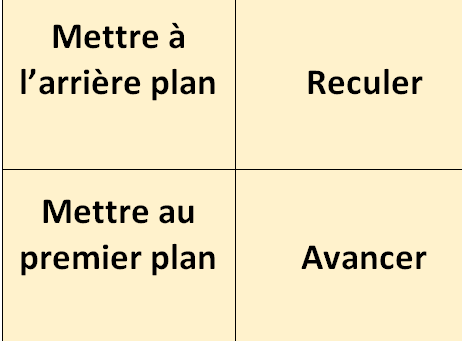 Mettre à
l’arrière plan
Reculer
Mettre au
premier plan
Avancer